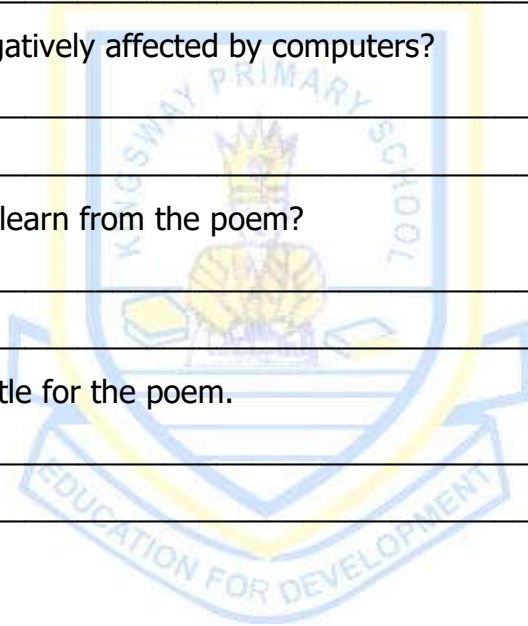 gatively affected by computers?
KINGSWAY PRIMARY SCHOOL
learn from the poem?
tle for the poem.
EDUCATION FOR DEVELOPMENT